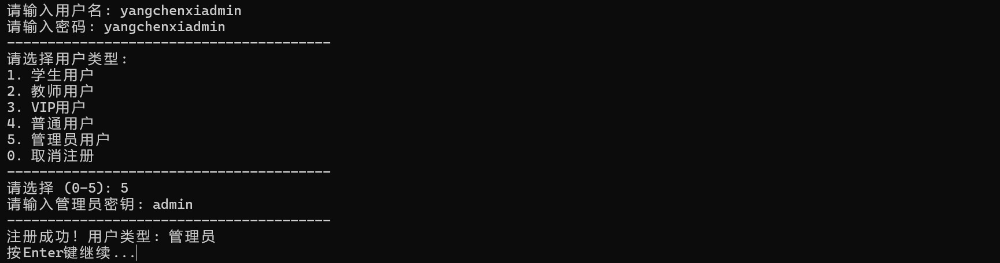 请输入用户名: yangchenxiadmin
请输入密码: yangchenxiadmin
----------------------------------------
请选择用户类型:
1. 学生用户
2. 教师用户
3. VIP用户
4. 普通用户
5. 管理员用户
0. 取消注册
----------------------------------------
请选择 (0-5): 5
请输入管理员密钥: admin
----------------------------------------
注册成功! 用户类型: 管理员
按Enter键继续...